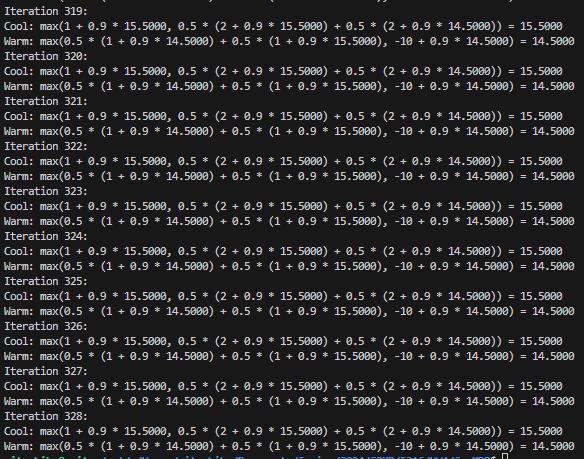 Iteration 319:
Cool: max(1 + 0.9 * 15.5000, 0.5 * (2 + 0.9 * 15.5000) + 0.5 * (2 + 0.9 * 14.5000)) = 15.5000
Warm: max(0.5 * (1 + 0.9 * 14.5000) + 0.5 * (1 + 0.9 * 15.5000), -10 + 0.9 * 14.5000) = 14.5000
Iteration 320:
Cool: max(1 + 0.9 * 15.5000, 0.5 * (2 + 0.9 * 15.5000) + 0.5 * (2 + 0.9 * 14.5000)) = 15.5000
Warm: max(0.5 * (1 + 0.9 * 14.5000) + 0.5 * (1 + 0.9 * 15.5000), -10 + 0.9 * 14.5000) = 14.5000
Iteration 321:
Cool: max(1 + 0.9 * 15.5000, 0.5 * (2 + 0.9 * 15.5000) + 0.5 * (2 + 0.9 * 14.5000)) = 15.5000
Warm: max(0.5 * (1 + 0.9 * 14.5000) + 0.5 * (1 + 0.9 * 15.5000), -10 + 0.9 * 14.5000) = 14.5000
Iteration 322:
Cool: max(1 + 0.9 * 15.5000, 0.5 * (2 + 0.9 * 15.5000) + 0.5 * (2 + 0.9 * 14.5000)) = 15.5000
Warm: max(0.5 * (1 + 0.9 * 14.5000) + 0.5 * (1 + 0.9 * 15.5000), -10 + 0.9 * 14.5000) = 14.5000
Iteration 323:
Cool: max(1 + 0.9 * 15.5000, 0.5 * (2 + 0.9 * 15.5000) + 0.5 * (2 + 0.9 * 14.5000)) = 15.5000
Warm: max(0.5 * (1 + 0.9 * 14.5000) + 0.5 * (1 + 0.9 * 15.5000), -10 + 0.9 * 14.5000) = 14.5000
Iteration 324:
Cool: max(1 + 0.9 * 15.5000, 0.5 * (2 + 0.9 * 15.5000) + 0.5 * (2 + 0.9 * 14.5000)) = 15.5000
Warm: max(0.5 * (1 + 0.9 * 14.5000) + 0.5 * (1 + 0.9 * 15.5000), -10 + 0.9 * 14.5000) = 14.5000
Iteration 325:
Cool: max(1 + 0.9 * 15.5000, 0.5 * (2 + 0.9 * 15.5000) + 0.5 * (2 + 0.9 * 14.5000)) = 15.5000
Warm: max(0.5 * (1 + 0.9 * 14.5000) + 0.5 * (1 + 0.9 * 15.5000), -10 + 0.9 * 14.5000) = 14.5000
Iteration 326:
Cool: max(1 + 0.9 * 15.5000, 0.5 * (2 + 0.9 * 15.5000) + 0.5 * (2 + 0.9 * 14.5000)) = 15.5000
Warm: max(0.5 * (1 + 0.9 * 14.5000) + 0.5 * (1 + 0.9 * 15.5000), -10 + 0.9 * 14.5000) = 14.5000
Iteration 327:
Cool: max(1 + 0.9 * 15.5000, 0.5 * (2 + 0.9 * 15.5000) + 0.5 * (2 + 0.9 * 14.5000)) = 15.5000
Warm: max(0.5 * (1 + 0.9 * 14.5000) + 0.5 * (1 + 0.9 * 15.5000), -10 + 0.9 * 14.5000) = 14.5000
Iteration 328:
Cool: max(1 + 0.9 * 15.5000, 0.5 * (2 + 0.9 * 15.5000) + 0.5 * (2 + 0.9 * 14.5000)) = 15.5000
Warm: max(0.5 * (1 + 0.9 * 14.5000) + 0.5 * (1 + 0.9 * 15.5000), -10 + 0.9 * 14.5000) = 14.5000